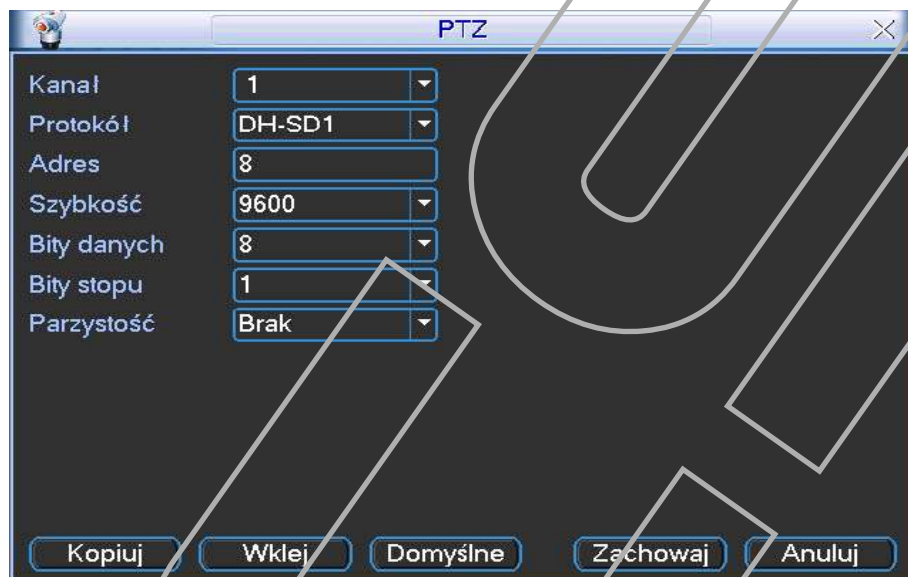 PTZ
Kanał 1
Protokół DH-SD1
Adres 8
Szybkość 9600
Bity danych 8
Bity stopu 1
Parzystość Brak
Kopiuj Wklej Domyślne Zachowaj Anuluj